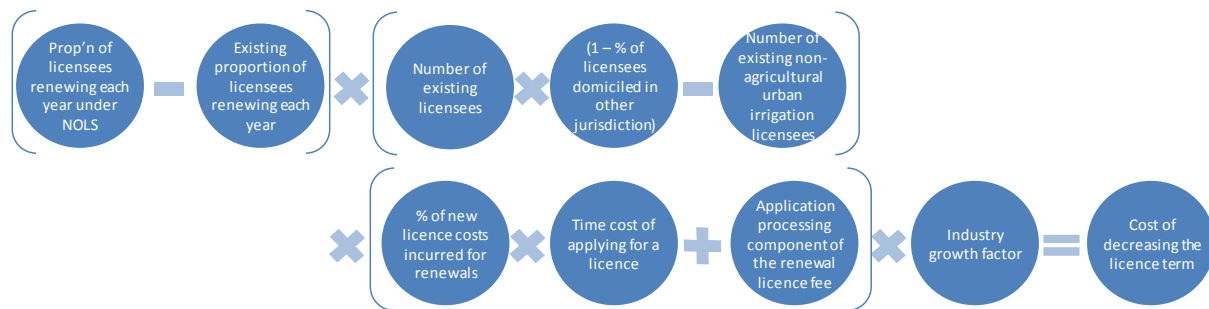 Prop’n of
licensees
renewing each
year under
NOLS
Existing
proportion of
licensees
renewing each
year
Number of
existing
licensees
(1 – % of
licensees
domiciled in
other
jurisdiction)
Number of
existing non-
agricultural
urban
irrigation
licensees
% of new
licence costs
incurred for
renewals
Time cost of
applying for a
licence
Application
processing
component of
the renewal
licence fee
Industry
growth factor
Cost of
decreasing the
licence term